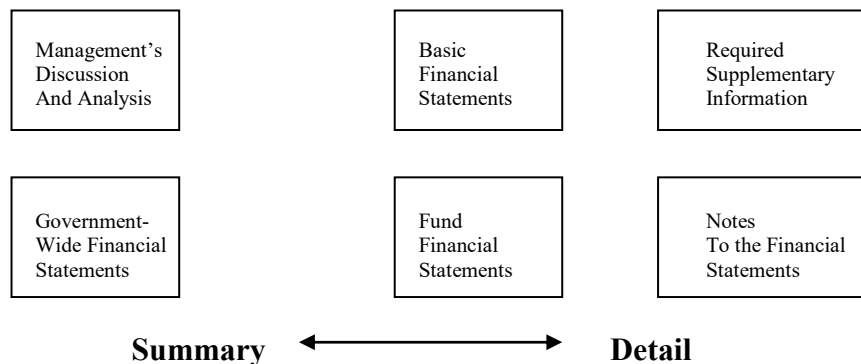 Management’s
Discussion
And Analysis
Basic
Financial
Statements
Required
Supplementary
Information
Government-
Wide Financial
Statements
Fund
Financial
Statements
Notes
To the Financial
Statements
Summary
Detail